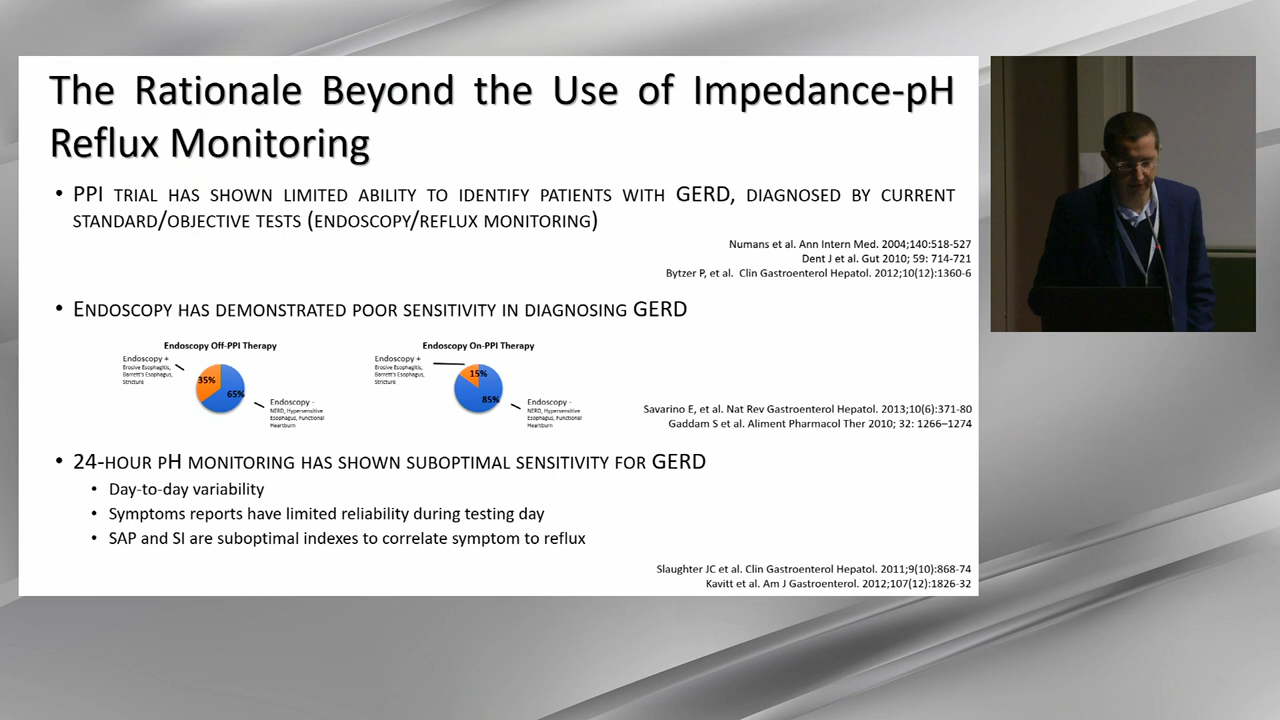 The Rationale Beyond the Use of Impedance-pH
Reflux Monitoring
• PPI TRIAL HAS SHOWN LIMITED ABILITY TO IDENTIFY PATIENTS WITH GERD, DIAGNOSED BY CURRENT
STANDARD/OBJECTIVE TESTS (ENDOSCOPY/REFLUX MONITORING)
Numans et al. Ann Intern Med. 2004;140:518-527
Dent J et al. Gut 2010; 59: 714-721
Bytzer P, et al. Clin Gastroenterol Hepatol. 2012;10(12):1360-6
• ENDOSCOPY HAS DEMONSTRATED POOR SENSITIVITY IN DIAGNOSING GERD
Endoscopy Off-PPI Therapy
Endoscopy +
Erosive Esophagitis,
Barrett's Esophagus,
Stricture
35%
65%
Endoscopy -
NERD, Hypersensitive
Esophagus, Functional
Heartburn
Endoscopy On-PPI Therapy
Endoscopy +
Erosive Esophagitis,
Barrett's Esophagus,
Stricture
15%
85%
Endoscopy -
NERD, Hypersensitive
Esophagus, Functional
Heartburn
Savarino E, et al. Nat Rev Gastroenterol Hepatol. 2013;10(6):371-80
Gaddam S et al. Aliment Pharmacol Ther 2010; 32: 1266–1274
• 24-HOUR PH MONITORING HAS SHOWN SUBOPTIMAL SENSITIVITY FOR GERD
• Day-to-day variability
• Symptoms reports have limited reliability during testing day
• SAP and SI are suboptimal indexes to correlate symptom to reflux
Slaughter JC et al. Clin Gastroenterol Hepatol. 2011;9(10):868-74
Kavitt et al. Am J Gastroenterol. 2012;107(12):1826-32